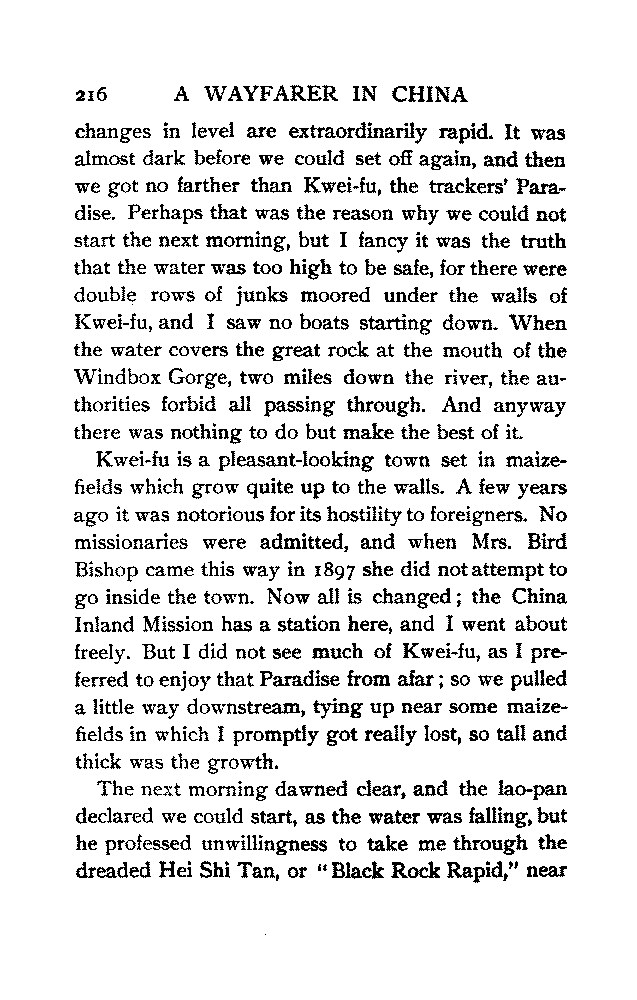 216 A WAYFARER IN CHINA
changes in level are extraordinarily rapid. It was
almost dark before we could set off again, and then
we got no farther than Kwei-fu, the trackers' Para-
dise. Perhaps that was the reason why we could not
start the next morning, but I fancy it was the truth
that the water was too high to be safe, for there were
double rows of junks moored under the walls of
Kwei-fu, and I saw no boats starting down. When
the water covers the great rock at the mouth of the
Windbox Gorge, two miles down the river, the au-
thorities forbid all passing through. And anyway
there was nothing to do but make the best of it.
Kwei-fu is a pleasant-looking town set in maize-
fields which grow quite up to the walls. A few years
ago it was notorious for its hostility to foreigners. No
missionaries were admitted, and when Mrs. Bird
Bishop came this way in 1897 she did not attempt to
go inside the town. Now all is changed; the China
Inland Mission has a station here, and I went about
freely. But I did not see much of Kwei-fu, as I pre-
ferred to enjoy that Paradise from afar; so we pulled
a little way downstream, tying up near some maize-
fields in which I promptly got really lost, so tall and
thick was the growth.
The next morning dawned clear, and the lao-pan
declared we could start, as the water was falling, but
he professed unwillingness to take me through the
dreaded Hei Shi Tan, or "Black Rock Rapid," near